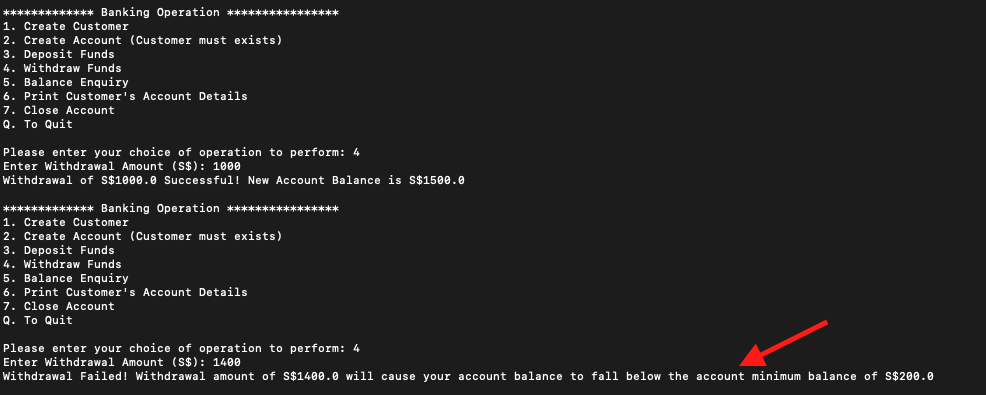 ************* Banking Operation ****************
1. Create Customer
2. Create Account (Customer must exists)
3. Deposit Funds
4. Withdraw Funds
5. Balance Enquiry
6. Print Customer's Account Details
7. Close Account
Q. To Quit
Please enter your choice of operation to perform: 4
Enter Withdrawal Amount (S$): 1000
Withdrawal of S$1000.0 Successful! New Account Balance is S$1500.0
************* Banking Operation ****************
1. Create Customer
2. Create Account (Customer must exists)
3. Deposit Funds
4. Withdraw Funds
5. Balance Enquiry
6. Print Customer's Account Details
7. Close Account
Q. To Quit
Please enter your choice of operation to perform: 4
Enter Withdrawal Amount (S$): 1400
Withdrawal Failed! Withdrawal amount of S$1400.0 will cause your account balance to fall below the account minimum balance of S$200.0